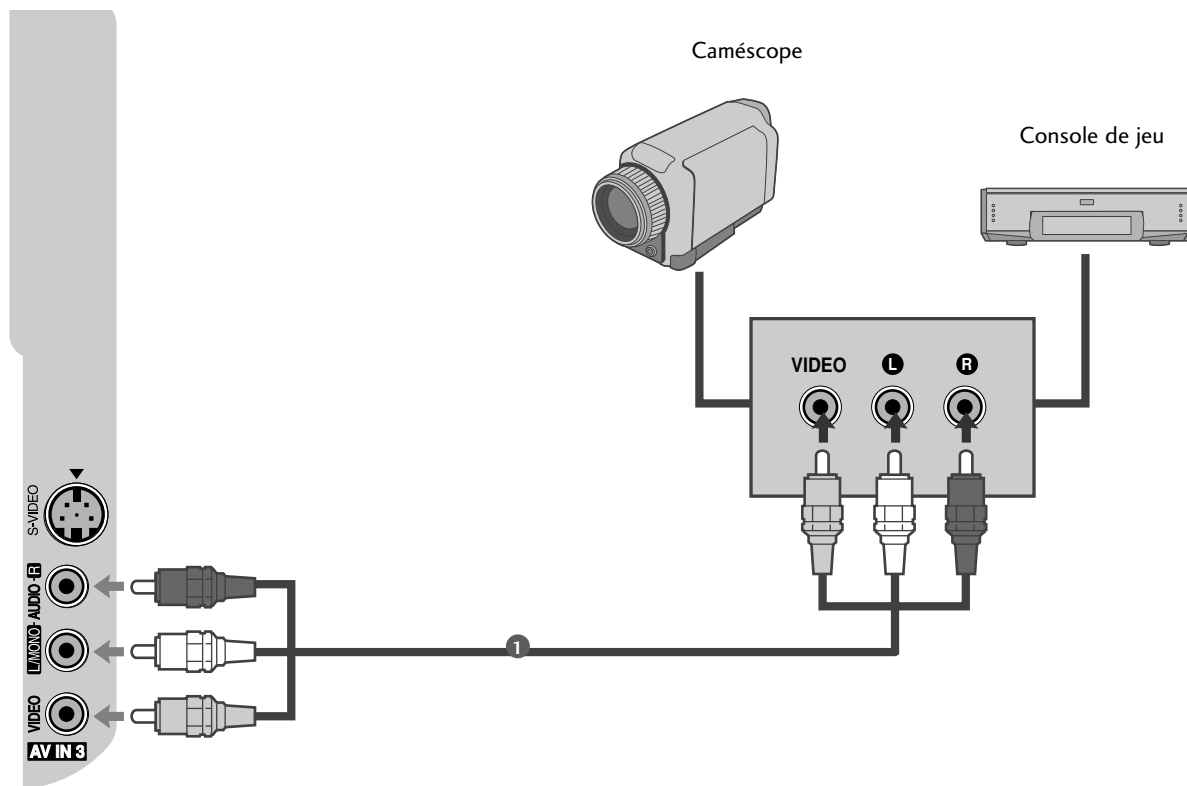 Caméscope
Console de jeu
VIDEO L R
S-VIDEO
L/MONO AUDIO R
VIDEO
AV IN 3
1